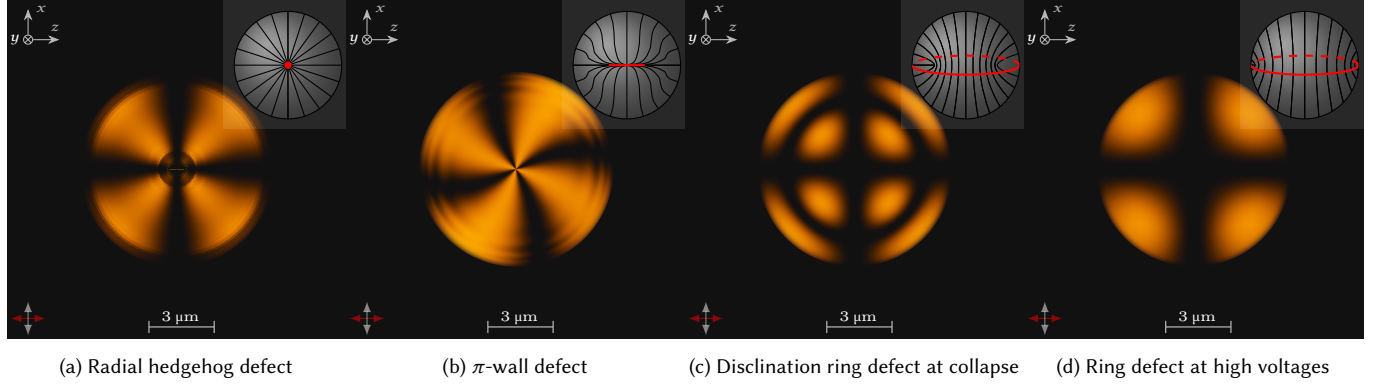 x
y z
3 µm
(a) Radial hedgehog defect
x
y z
3 µm
(b) π-wall defect
x
y z
3 µm
(c) Disclination ring defect at collapse
x
y z
3 µm
(d) Ring defect at high voltages